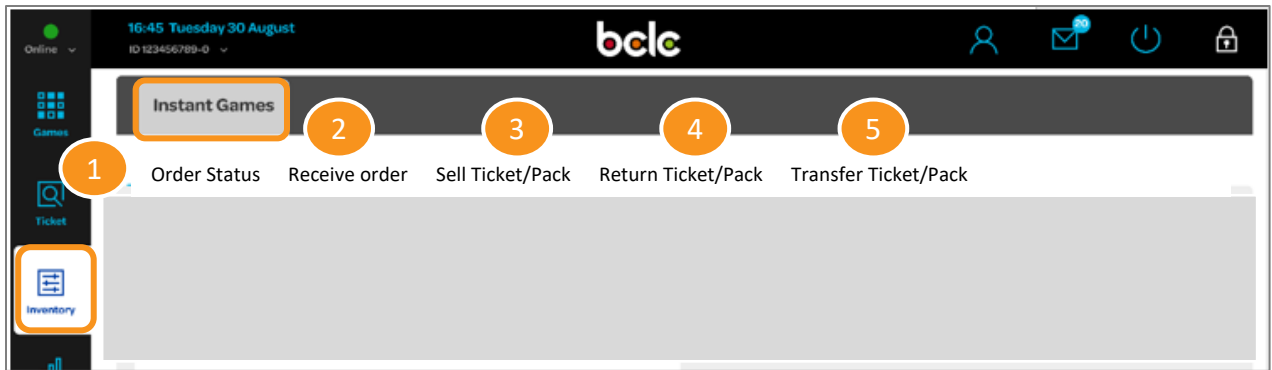 16:45 Tuesday 30 August
Online
ID 123456789-0
bclc
20
Games
Instant Games
1
2
3
4
5
Order Status Receive order Sell Ticket/Pack Return Ticket/Pack Transfer Ticket/Pack
Ticket
Inventory